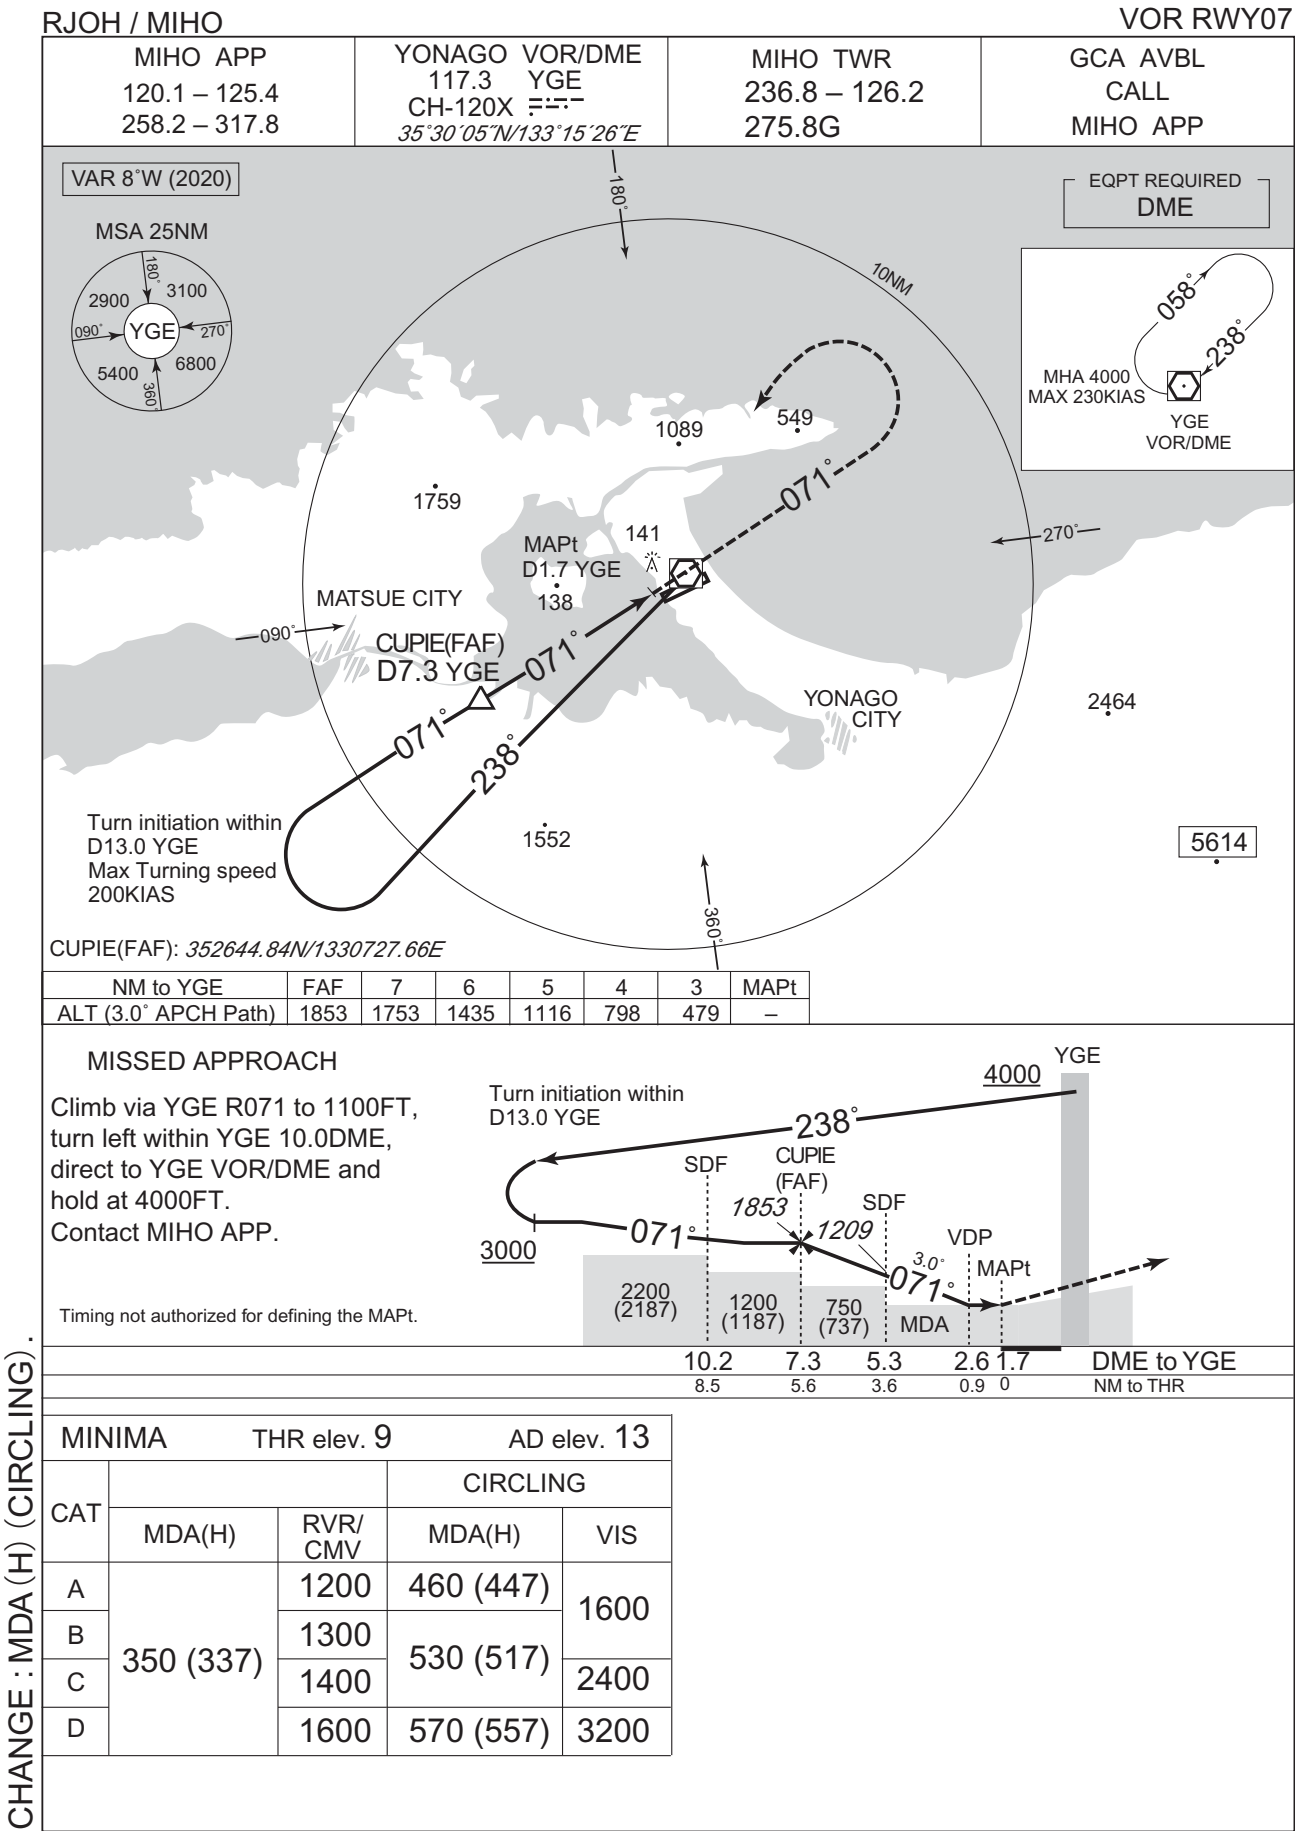 RJOH / MIHO
VOR RWY07
MIHO APP
120.1 – 125.4
258.2 – 317.8
YONAGO VOR/DME
117.3 YGE
CH-120X
35°30´05˝N/133°15´26˝E
MIHO TWR
236.8 – 126.2
275.8G
GCA AVBL
CALL
MIHO APP
VAR 8°W (2020)
MSA 25NM
180°
2900
3100
090°
YGE
270°
5400
6800
360°
180°
10NM
EQPT REQUIRED
DME
058°
238°
MHA 4000
MAX 230KIAS
YGE
VOR/DME
1089
549
071°
1759
141
MAPt
D1.7 YGE
138
270°
MATSUE CITY
090°
CUPIE(FAF)
D7.3 YGE
071°
071°
238°
YONAGO
CITY
2464
1552
5614
360°
Turn initiation within
D13.0 YGE
Max Turning speed
200KIAS
CUPIE(FAF): 352644.84N/1330727.66E
NM to YGE FAF 7 6 5 4 3 MAPt
ALT (3.0° APCH Path) 1853 1753 1435 1116 798 479 –
MISSED APPROACH
Climb via YGE R071 to 1100FT,
turn left within YGE 10.0DME,
direct to YGE VOR/DME and
hold at 4000FT.
Contact MIHO APP.
Timing not authorized for defining the MAPt.
Turn initiation within
D13.0 YGE
YGE
4000
238°
SDF
CUPIE
(FAF)
1853
SDF
1209
VDP
MAPt
3000
071°
3.0°
071°
2200
(2187)
1200
(1187)
750
(737)
MDA
10.2 7.3 5.3 2.6 1.7 DME to YGE
8.5 5.6 3.6 0.9 0 NM to THR
MINIMA THR elev. 9 AD elev. 13
CAT
CIRCLING
MDA(H)
RVR/
CMV
MDA(H)
VIS
A
B
C
D
350 (337)
1200
1300
1400
1600
460 (447)
530 (517)
570 (557)
1600
2400
3200
CHANGE : MDA (H) (CIRCLING) .